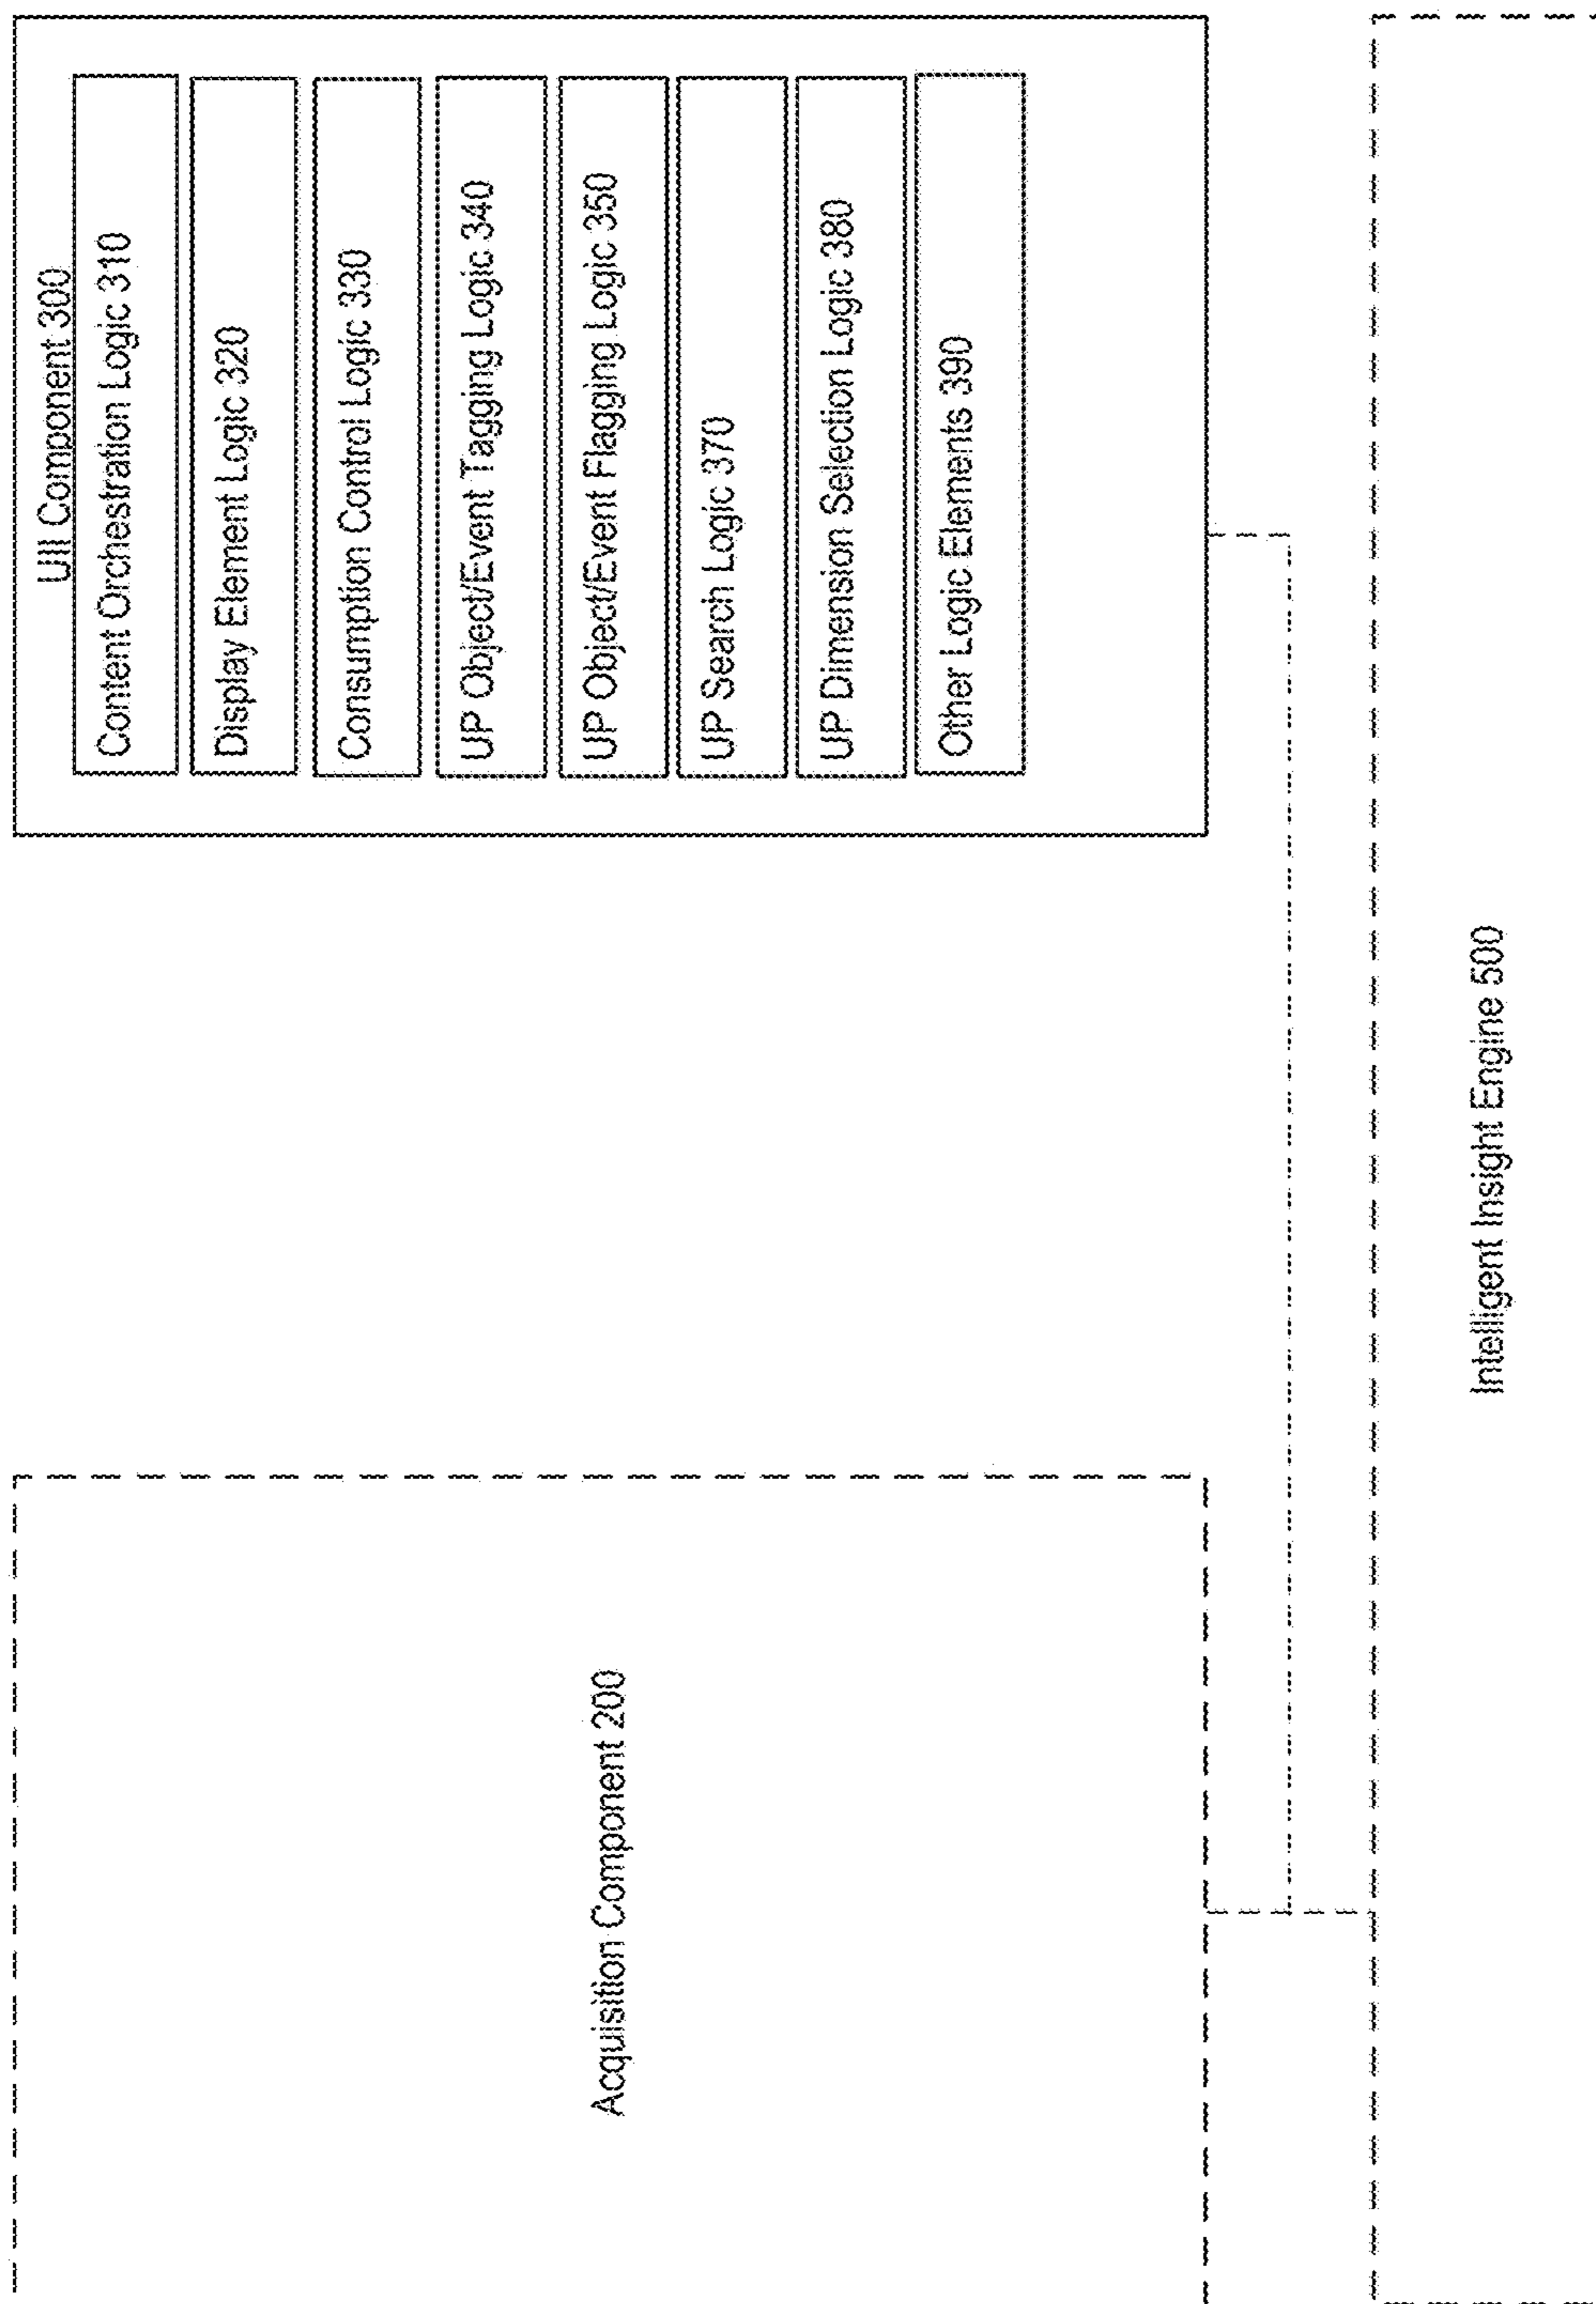 UII Component 300
Content Orchestration Logic 310
Display Element Logic 320
Consumption Control Logic 330
UP Object/Event Tagging Logic 340
UP Object/Event Flagging Logic 350
UP Search Logic 370
UP Dimension Selection Logic 380
Other Logic Elements 390
Acquisition Component 200
Intelligent Insight Engine 500